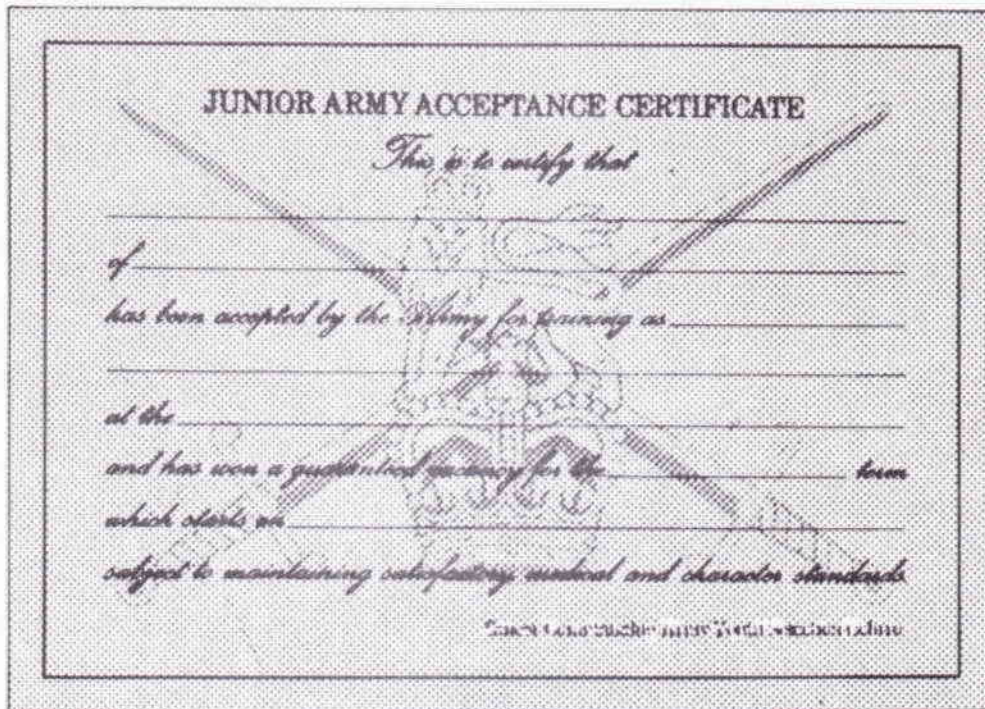 JUNIOR ARMY ACCEPTANCE CERTIFICATE
This is to certify that
of
has been accepted by the Army for training as
at the
and has won a guaranteed vacancy for the term
which starts on
subject to maintaining satisfactory medical and character standards
Army Youth